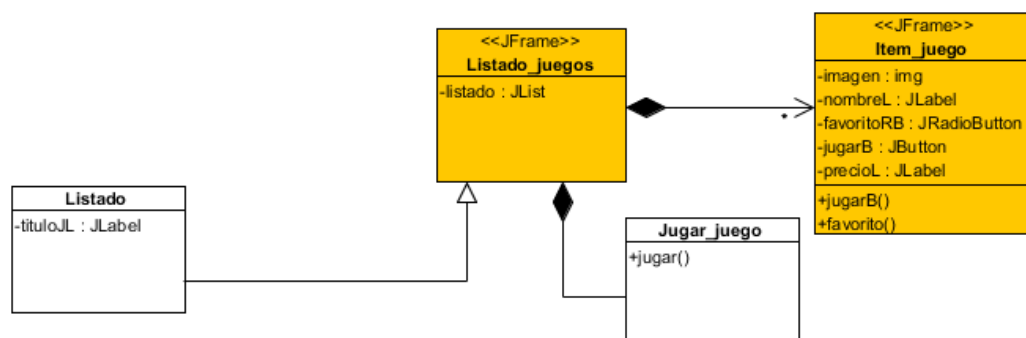 <<JFrame>>
Listado_juegos
-listado : JList
<<JFrame>>
Item_juego
-imagen : img
-nombreL : JLabel
-favoritoRB : JRadioButton
-jugarB : JButton
-precioL : JLabel
+jugarB()
+favorito()
*
Listado
-tituloJL : JLabel
Jugar_juego
+jugar()